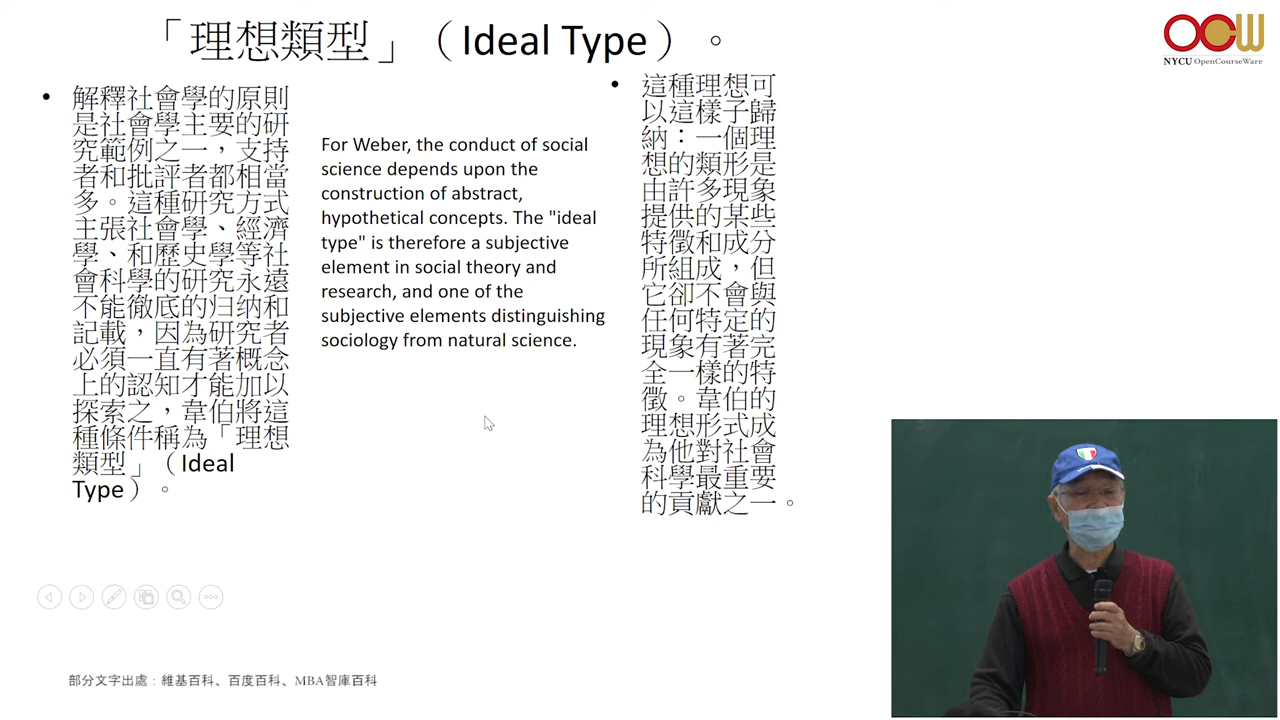 「理想類型」（Ideal Type）。
OCW
NYCU OpenCourseWare
• 解釋社會學的原則
是社會學主要的研
究範例之一，支持
者和批評者都相當
多。這種研究方式
主張社會學、經濟
學、和歷史學等社
會科學的研究永遠
不能徹底的归纳和
記載，因為研究者
必須一直有著概念
上的認知才能加以
探索之，韋伯將這
種條件稱為「理想
類型」（Ideal
Type）。
For Weber, the conduct of social
science depends upon the
construction of abstract,
hypothetical concepts. The "ideal
type" is therefore a subjective
element in social theory and
research, and one of the
subjective elements distinguishing
sociology from natural science.
• 這種理想可
以這樣子歸
納：一個理
想的類形是
由許多現象
提供的某些
特徵和成分
所組成，但
它卻不會與
任何特定的
現象有著完
全一樣的特
徵。韋伯的
理想形式成
為他對社會
科學最重要
的貢獻之一。
部分文字出處：維基百科、百度百科、MBA智庫百科